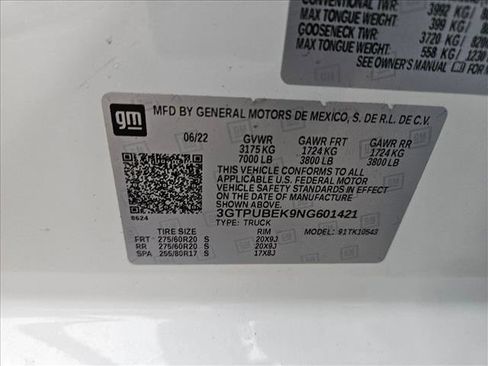 CONVENTIONAL TWR: 3992 KG /
MAX TONGUE WEIGHT: 399 KG /
GOOSENECK TWR: 3720 KG / 820
MAX TONGUE WEIGHT: 558 KG / 1230
SEE OWNER'S MANUAL
gm
MFD BY GENERAL MOTORS DE MEXICO, S. DE R.L. DE C.V.
06/22 GVWR GAWR FRT GAWR RR
3175 KG 1724 KG 1724 KG
7000 LB 3800 LB 3800 LB
THIS VEHICLE CONFORMS TO ALL
APPLICABLE U.S. FEDERAL MOTOR
VEHICLE SAFETY STANDARDS IN EFFECT
ON THE DATE OF MANUFACTURE
SHOWN ABOVE.
3GTPUBEK9NG601421
8624
TYPE: TRUCK
TIRE SIZE RIM MODEL: 91TK10543
FRT 275/60R20 S 20X9J
RR 275/60R20 S 20X9J
SPA 255/80R17 S 17X8J